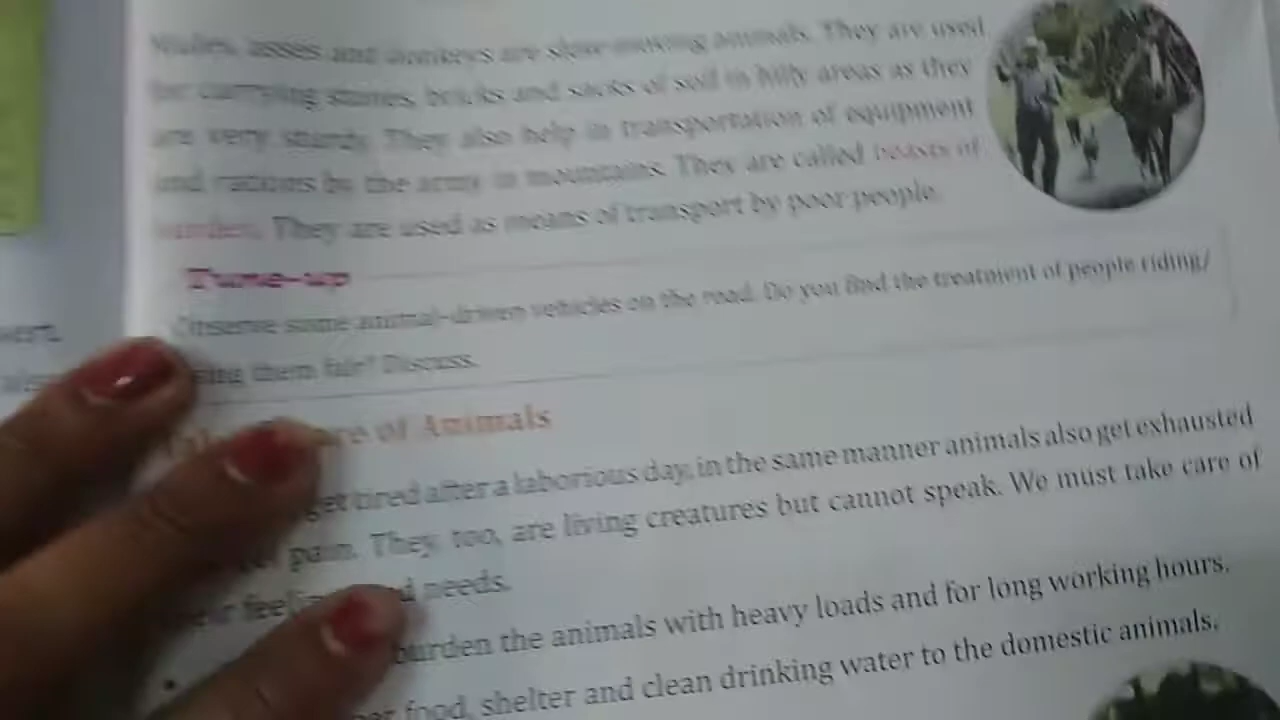 Mules, asses and donkeys are slow-moving animals. They are used
for carrying stones, bricks and sacks of soil in hilly areas as they
are very sturdy. They also help in transportation of equipment
and rations by the army in mountains. They are called beasts of
burden. They are used as means of transport by poor people.
Tune-up
Observe some animal-driven vehicles on the road. Do you find the treatment of people riding/
using them fair? Discuss.
of Animals
get tired after a laborious day, in the same manner animals also get exhausted
pain. They, too, are living creatures but cannot speak. We must take care of
needs.
burden the animals with heavy loads and for long working hours.
food, shelter and clean drinking water to the domestic animals.